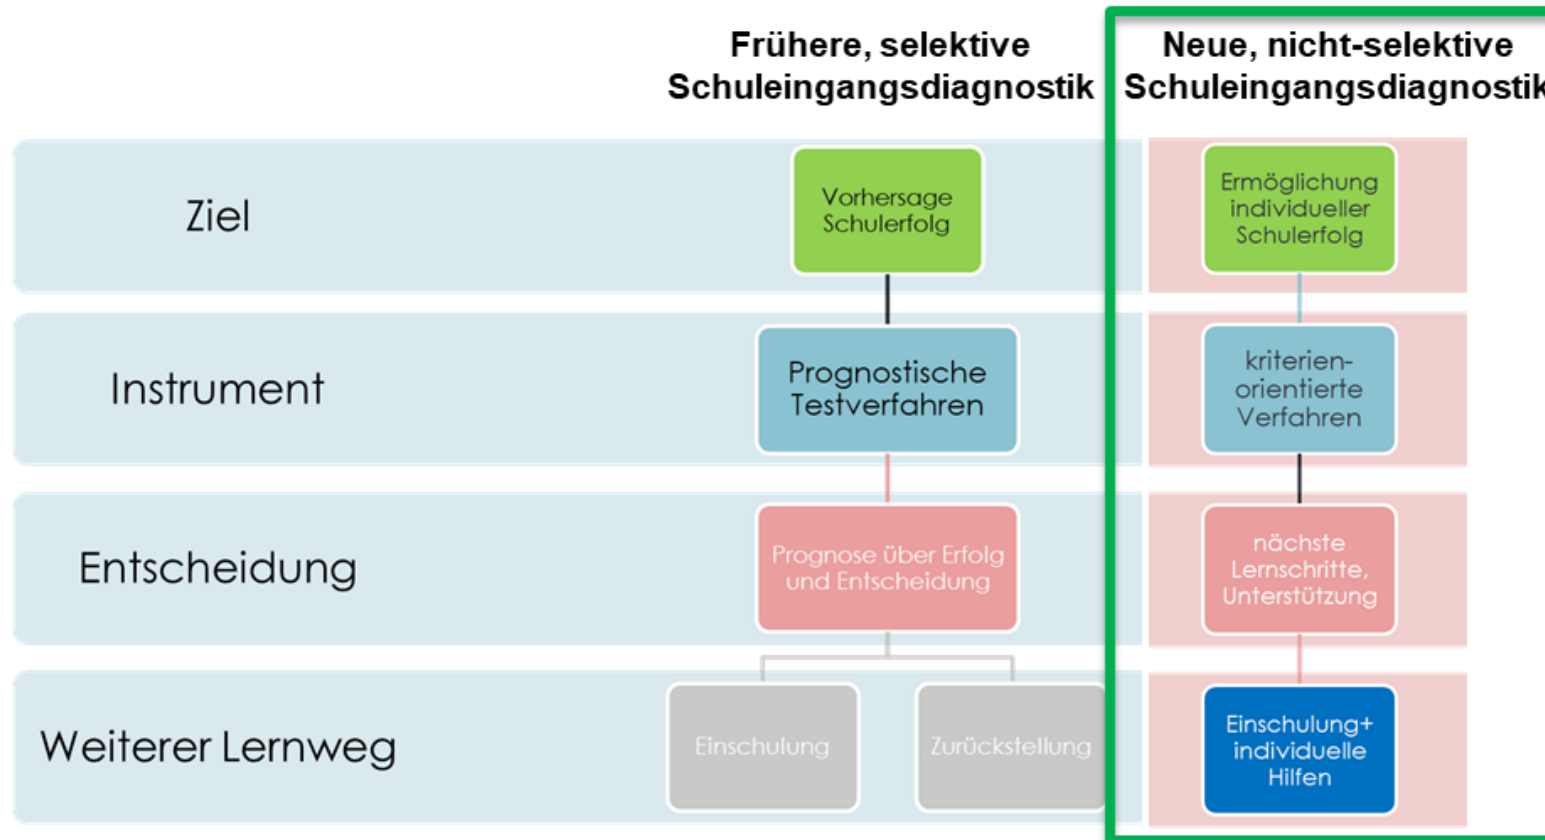 Frühere, selektive
Schuleingangsdiagnostik
Neue, nicht-selektive
Schuleingangsdiagnostik
Ziel
Vorhersage
Schulerfolg
Ermöglichung
individueller
Schulerfolg
Instrument
Prognostische
Testverfahren
kriterien-
orientierte
Verfahren
Entscheidung
Prognose über Erfolg
und Entscheidung
nächste
Lernschritte,
Unterstützung
Weiterer Lernweg
Einschulung
Zurückstellung
Einschulung+
individuelle
Hilfen